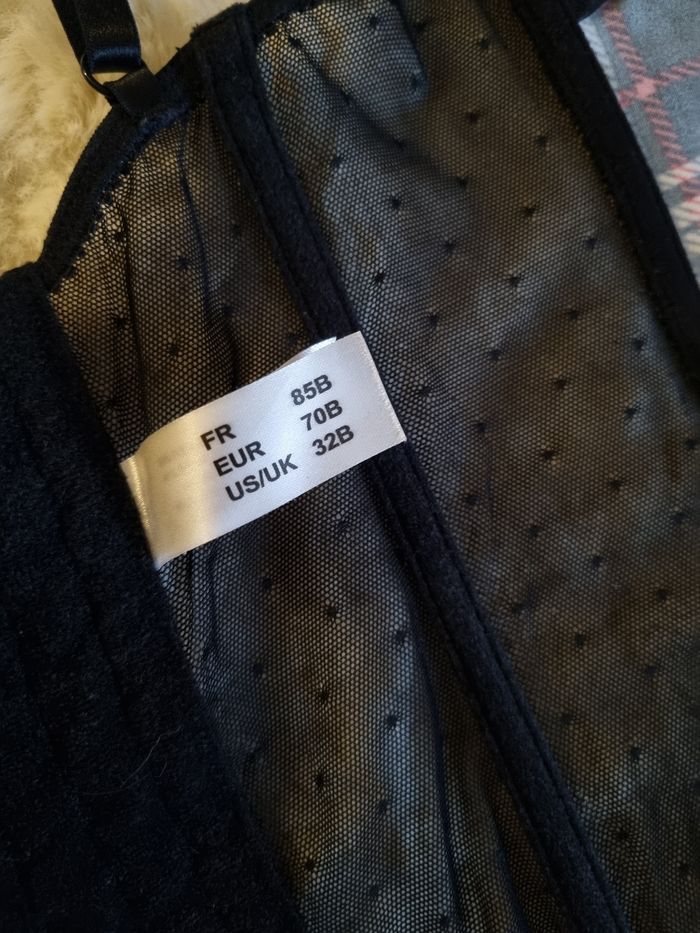 FR 85B
EUR 70B
US/UK 32B